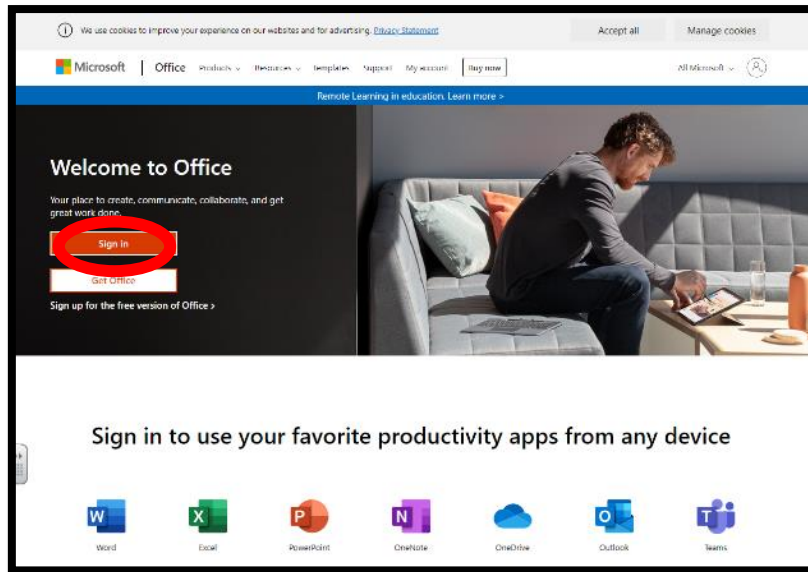 We use cookies to improve your experience on our websites and for advertising. Privacy Statement
Accept all
Manage cookies
Microsoft
Office
Products
Resources
Templates
Support
My account
Buy now
All Microsoft
Remote Learning in education. Learn more >
Welcome to Office
Your place to create, communicate, collaborate, and get
great work done.
Sign in
Get Office
Sign up for the free version of Office >
Sign in to use your favorite productivity apps from any device
W
X
P
N
O
T
Word
Excel
PowerPoint
OneNote
OneDrive
Outlook
Teams